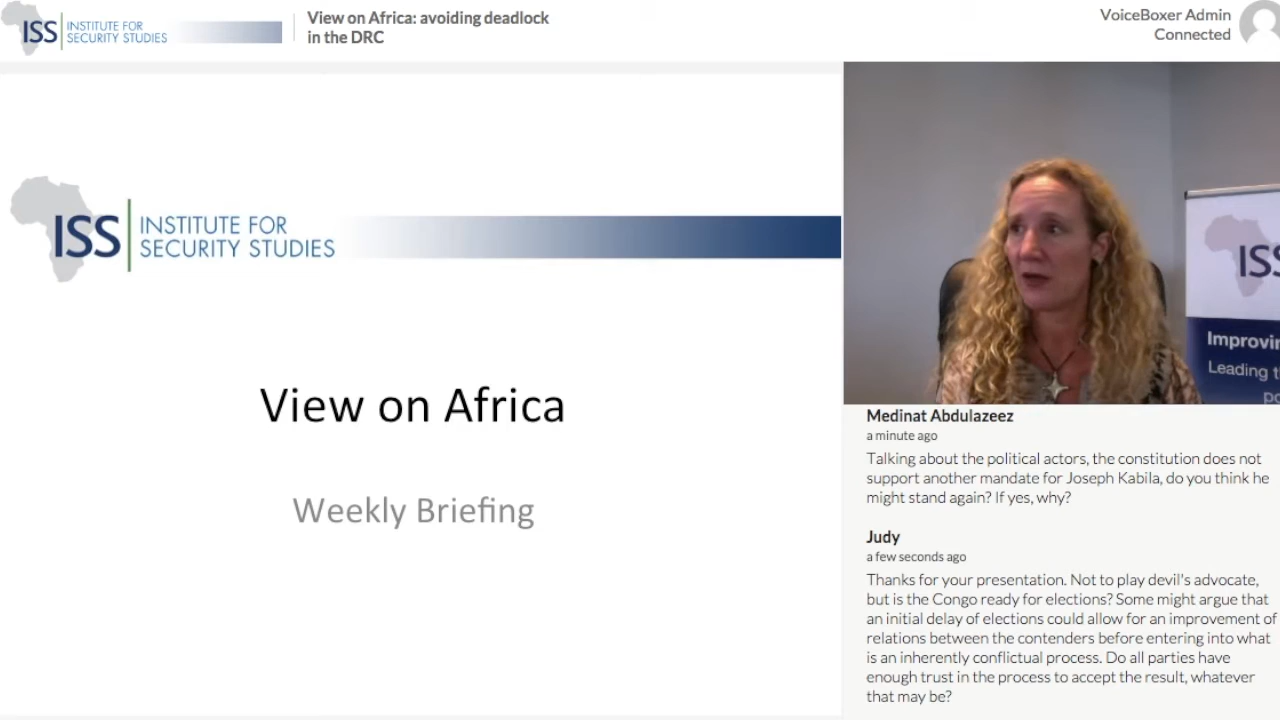 ISS
INSTITUTE FOR
SECURITY STUDIES
View on Africa: avoiding deadlock
in the DRC
VoiceBoxer Admin
Connected
ISS
INSTITUTE FOR
SECURITY STUDIES
View on Africa
Weekly Briefing
ISS
Improvin
Leading t
po
Medinat Abdulazeez
a minute ago
Talking about the political actors, the constitution does not
support another mandate for Joseph Kabila, do you think he
might stand again? If yes, why?
Judy
a few seconds ago
Thanks for your presentation. Not to play devil's advocate,
but is the Congo ready for elections? Some might argue that
an initial delay of elections could allow for an improvement of
relations between the contenders before entering into what
is an inherently conflictual process. Do all parties have
enough trust in the process to accept the result, whatever
that may be?